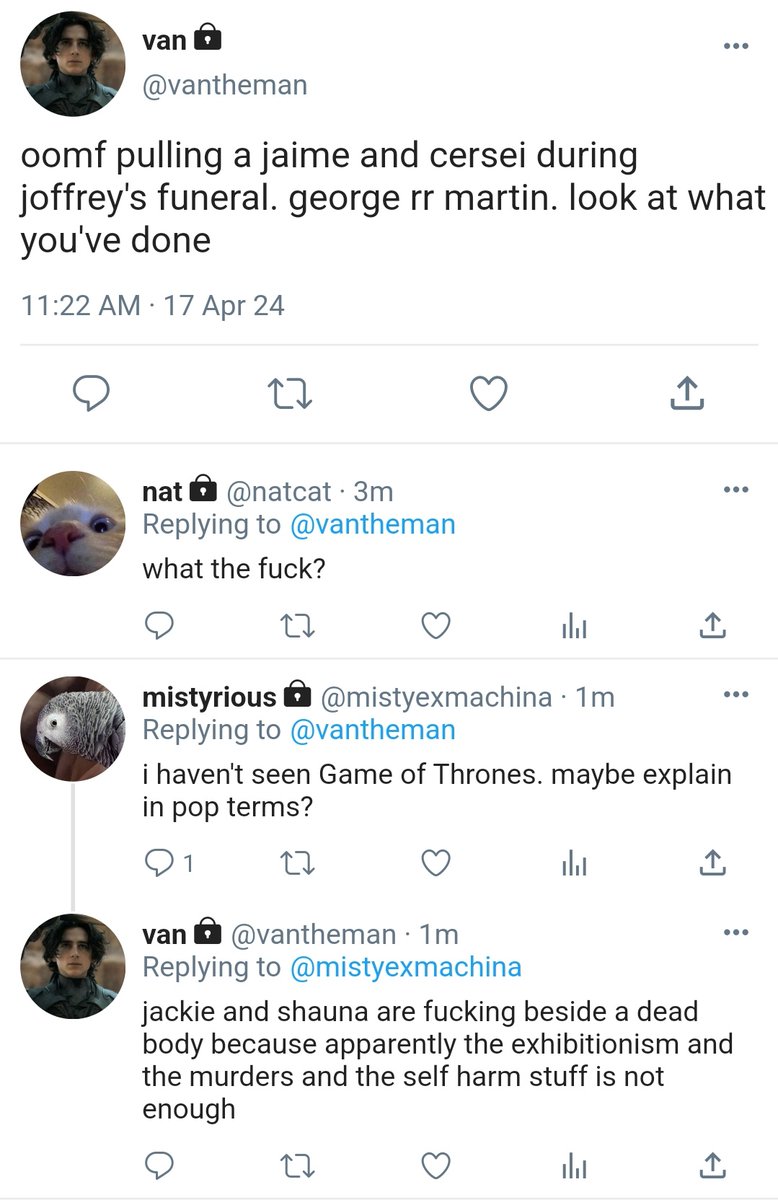 van
@vantheman
oomf pulling a jaime and cersei during
joffrey's funeral. george rr martin. look at what
you've done
11:22 AM · 17 Apr 24
nat @natcat · 3m
Replying to @vantheman
what the fuck?
mistyrious @mistyexmachina · 1m
Replying to @vantheman
i haven't seen Game of Thrones. maybe explain
in pop terms?
1
van @vantheman · 1m
Replying to @mistyexmachina
jackie and shauna are fucking beside a dead
body because apparently the exhibitionism and
the murders and the self harm stuff is not
enough